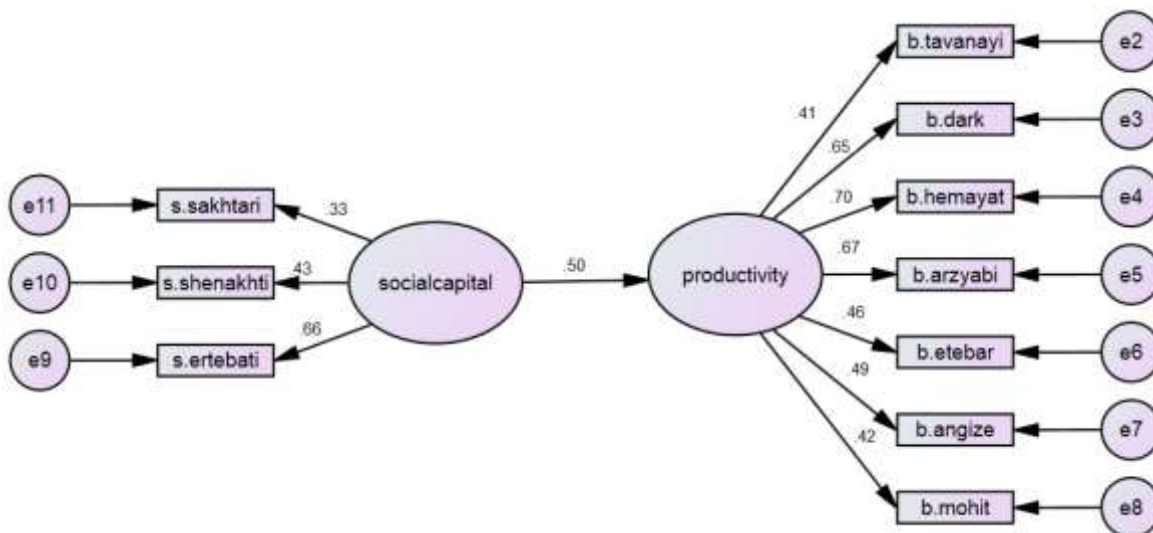 e11
s.sakhtari
.33
e10
s.shenakhti
.43
e9
s.ertebati
.66
socialcapital
.50
productivity
.41
b.tavanayi
e2
.65
b.dark
e3
.70
b.hemayat
e4
.67
b.arzyabi
e5
.46
b.etebar
e6
.49
b.angize
e7
.42
b.mohit
e8